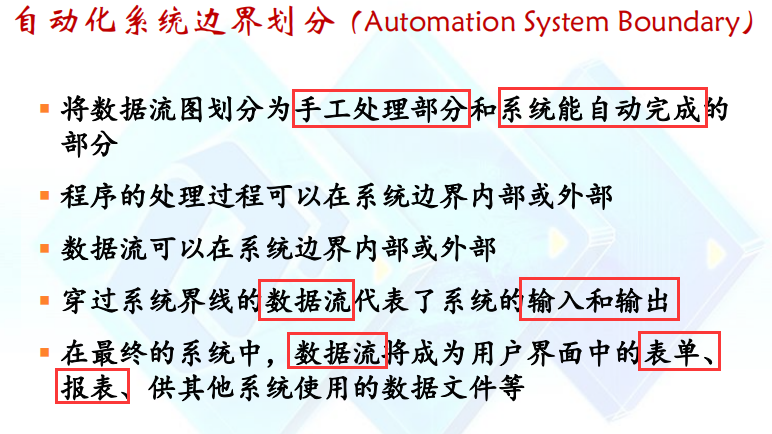 自动化系统边界划分（Automation System Boundary）
将数据流图划分为手工处理部分和系统能自动完成的
部分
程序的处理过程可以在系统边界内部或外部
数据流可以在系统边界内部或外部
穿过系统界线的数据流代表了系统的输入和输出
在最终的系统中，数据流将成为用户界面中的表单、
报表、供其他系统使用的数据文件等